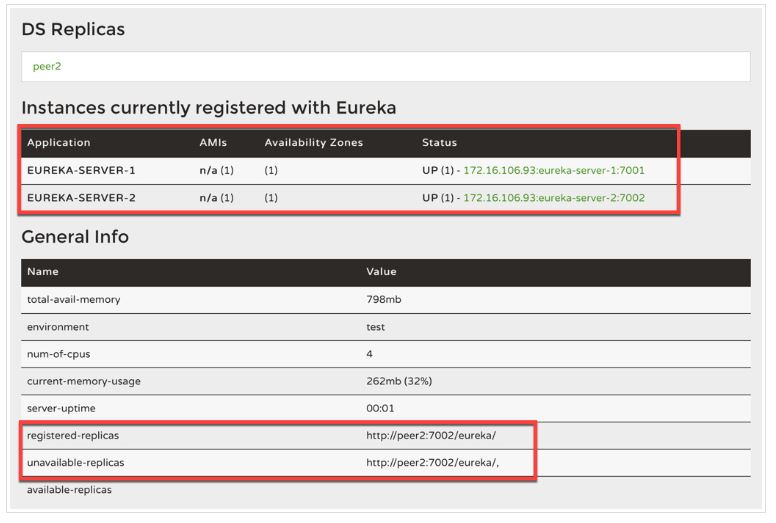 DS Replicas
peer2
Instances currently registered with Eureka
Application AMIs Availability Zones Status
EUREKA-SERVER-1 n/a (1) (1) UP (1) - 172.16.106.93:eureka-server-1:7001
EUREKA-SERVER-2 n/a (1) (1) UP (1) - 172.16.106.93:eureka-server-2:7002
General Info
Name Value
total-avail-memory 798mb
environment test
num-of-cpus 4
current-memory-usage 262mb (32%)
server-uptime 00:01
registered-replicas http://peer2:7002/eureka/
unavailable-replicas http://peer2:7002/eureka/,
available-replicas